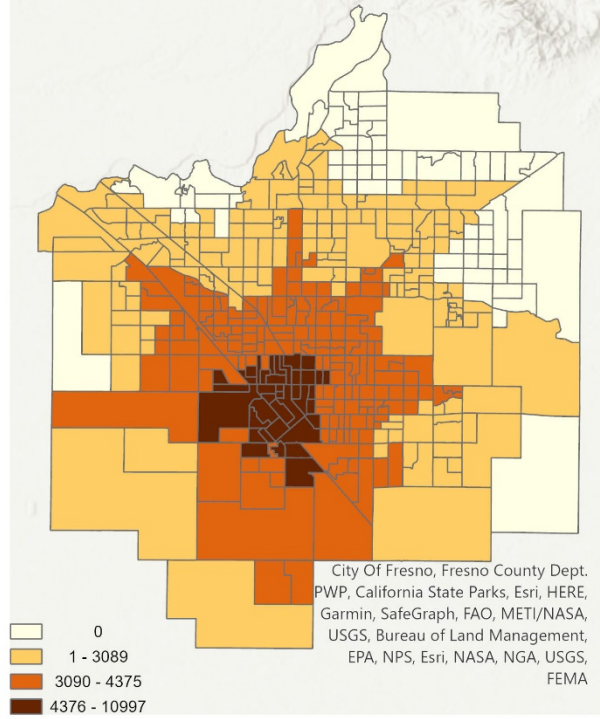 City Of Fresno, Fresno County Dept.
PWP, California State Parks, Esri, HERE,
Garmin, SafeGraph, FAO, METI/NASA,
USGS, Bureau of Land Management,
EPA, NPS, Esri, NASA, NGA, USGS,
FEMA
0
1 - 3089
3090 - 4375
4376 - 10997